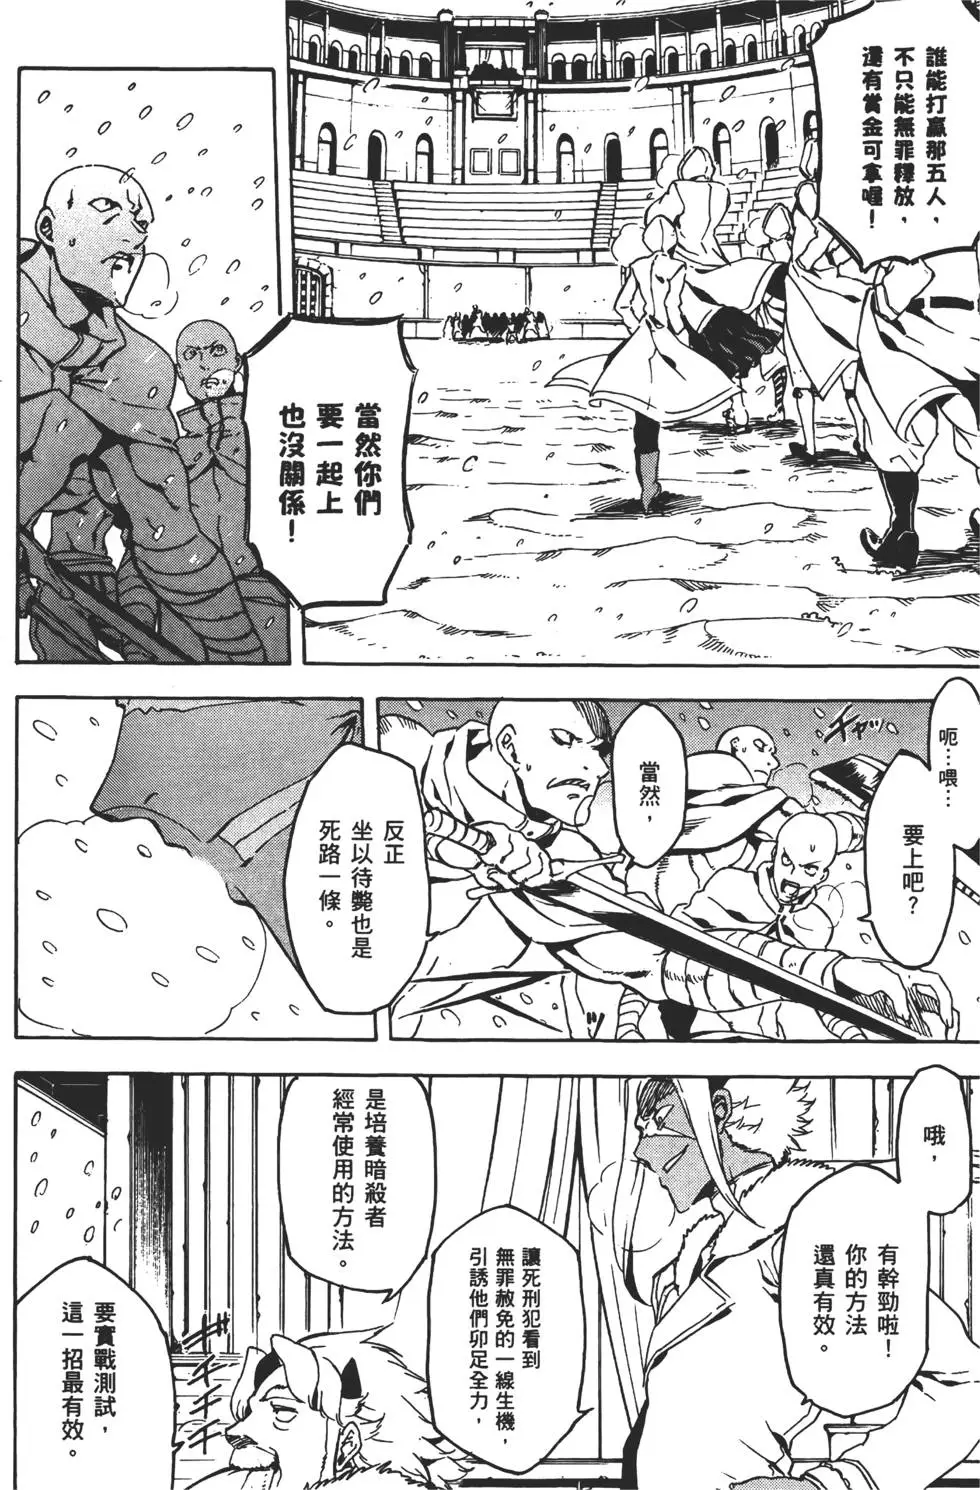 誰能打贏那五人，
不只能無罪釋放，
還有賞金可拿喔！
當然你們
要一起上
也沒關係！
呃…喂…
要上吧？
チャッ
當然，
反正
坐以待斃也是
死路一條。
哦，
有幹勁啦！
你的方法
還真有效。
讓死刑犯看到
無罪赦免的一線生機，
引誘他們卯足全力，
是培養暗殺者
經常使用的方法。
要實戰測試，
這一招最有效。